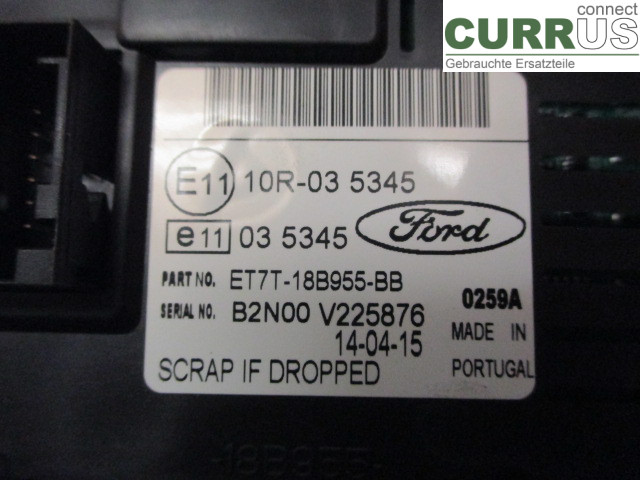 connect
CURRUS
Gebrauchte Ersatzteile
E11 10R-03 5345
e11 03 5345 Ford
PART NO. ET7T-18B955-BB
SERIAL NO. B2N00 V225876 0259A
14-04-15 MADE IN
SCRAP IF DROPPED PORTUGAL
-18B955-